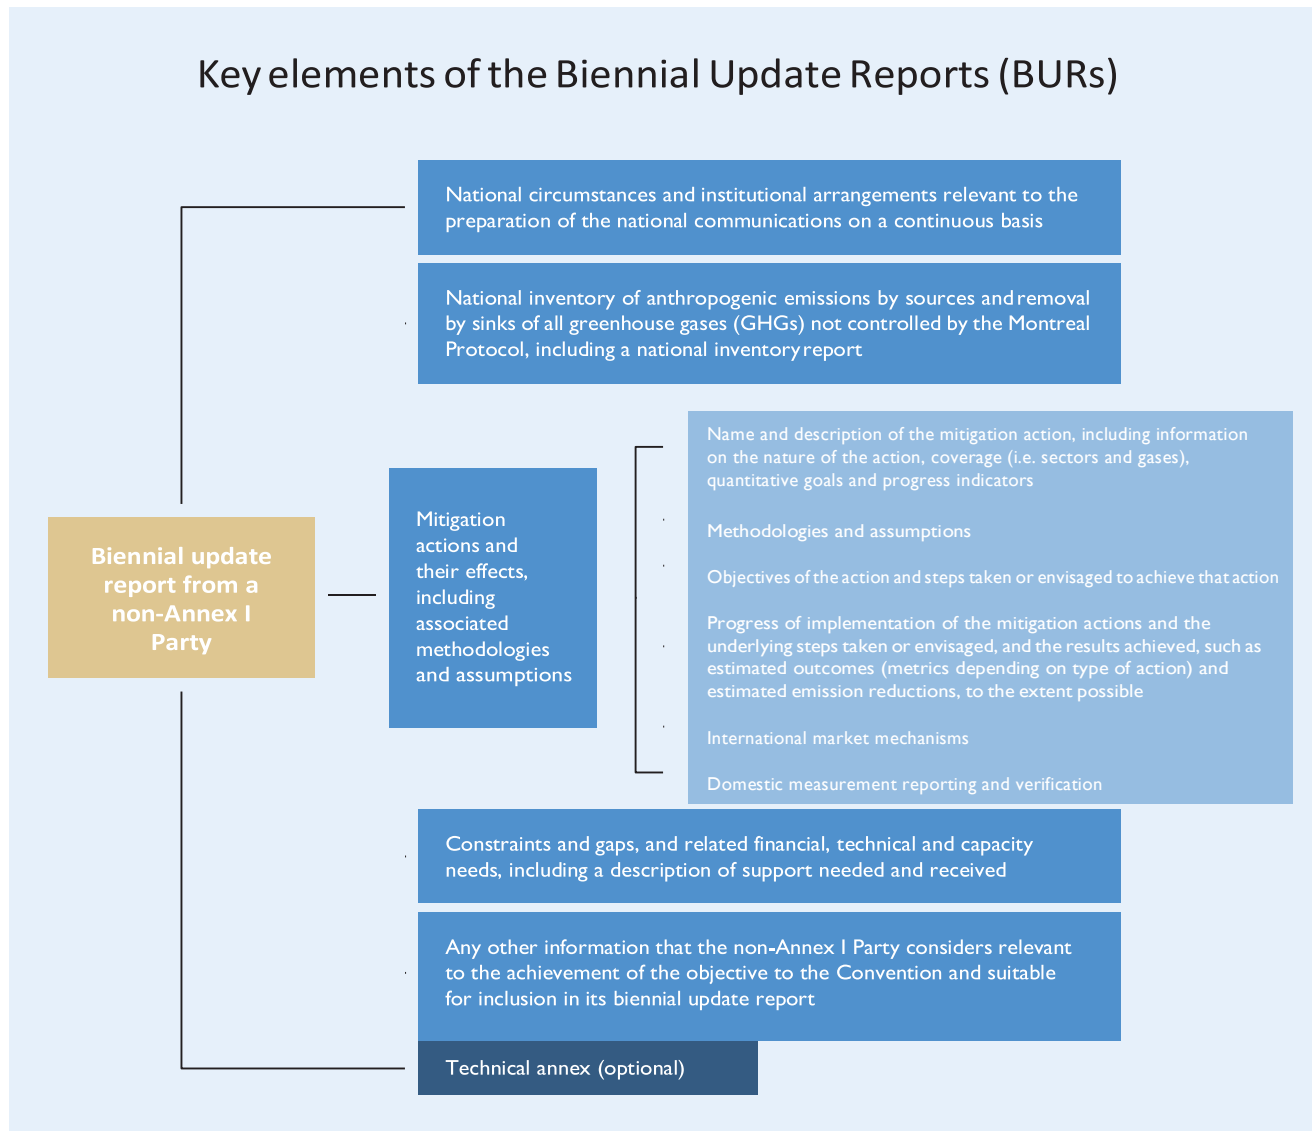 Key elements of the Biennial Update Reports (BURs)
National circumstances and institutional arrangements relevant to the
preparation of the national communications on a continuous basis
National inventory of anthropogenic emissions by sources and removal
by sinks of all greenhouse gases (GHGs) not controlled by the Montreal
Protocol, including a national inventory report
Biennial update
report from a
non-Annex I
Party
Mitigation
actions and
their effects,
including
associated
methodologies
and assumptions
Name and description of the mitigation action, including information
on the nature of the action, coverage (i.e. sectors and gases),
quantitative goals and progress indicators
Methodologies and assumptions
Objectives of the action and steps taken or envisaged to achieve that action
Progress of implementation of the mitigation actions and the
underlying steps taken or envisaged, and the results achieved, such as
estimated outcomes (metrics depending on type of action) and
estimated emission reductions, to the extent possible
International market mechanisms
Domestic measurement reporting and verification
Constraints and gaps, and related financial, technical and capacity
needs, including a description of support needed and received
Any other information that the non-Annex I Party considers relevant
to the achievement of the objective to the Convention and suitable
for inclusion in its biennial update report
Technical annex (optional)